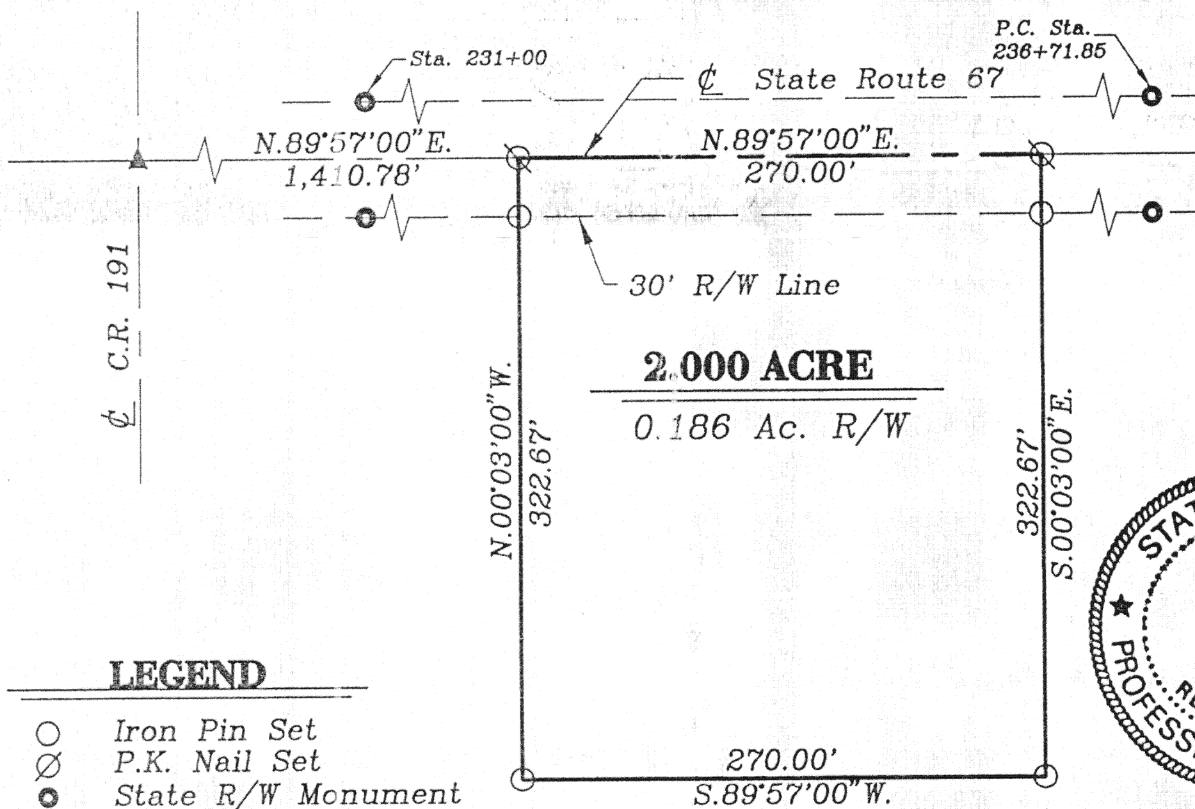 P.C. Sta.
236+71.85
Sta. 231+00
₵ State Route 67
N.89°57'00"E.
1,410.78'
N.89°57'00"E.
270.00'
₵ C.R. 191
30' R/W Line
2.000 ACRE
0.186 Ac. R/W
N.00°03'00"W.
322.67'
322.67'
S.00°03'00"E.
LEGEND
Iron Pin Set
P.K. Nail Set
State R/W Monument
270.00'
S.89°57'00"W.